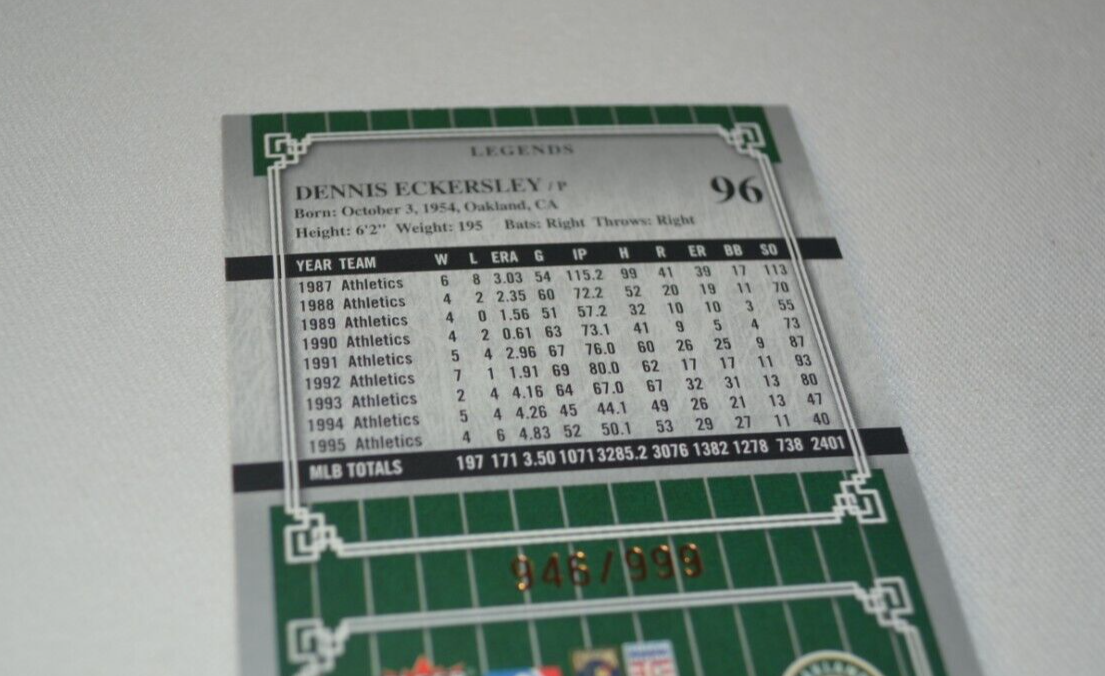 LEGENDS
DENNIS ECKERSLEY / P
96
Born: October 3, 1954, Oakland, CA
Height: 6'2" Weight: 195 Bats: Right Throws: Right
YEAR TEAM W L ERA G IP H R ER BB SO
1987 Athletics 6 8 3.03 54 115.2 99 41 39 17 113
1988 Athletics 4 2 2.35 60 72.2 52 20 19 11 70
1989 Athletics 4 0 1.56 51 57.2 32 10 10 3 55
1990 Athletics 4 2 0.61 63 73.1 41 9 5 4 73
1991 Athletics 5 4 2.96 67 76.0 60 26 25 9 87
1992 Athletics 7 1 1.91 69 80.0 62 17 17 11 93
1993 Athletics 2 4 4.16 64 67.0 67 32 31 13 80
1994 Athletics 5 4 4.26 45 44.1 49 26 21 13 47
1995 Athletics 4 6 4.83 52 50.1 53 29 27 11 40
MLB TOTALS 197 171 3.50 1071 3285.2 3076 1382 1278 738 2401
946/999